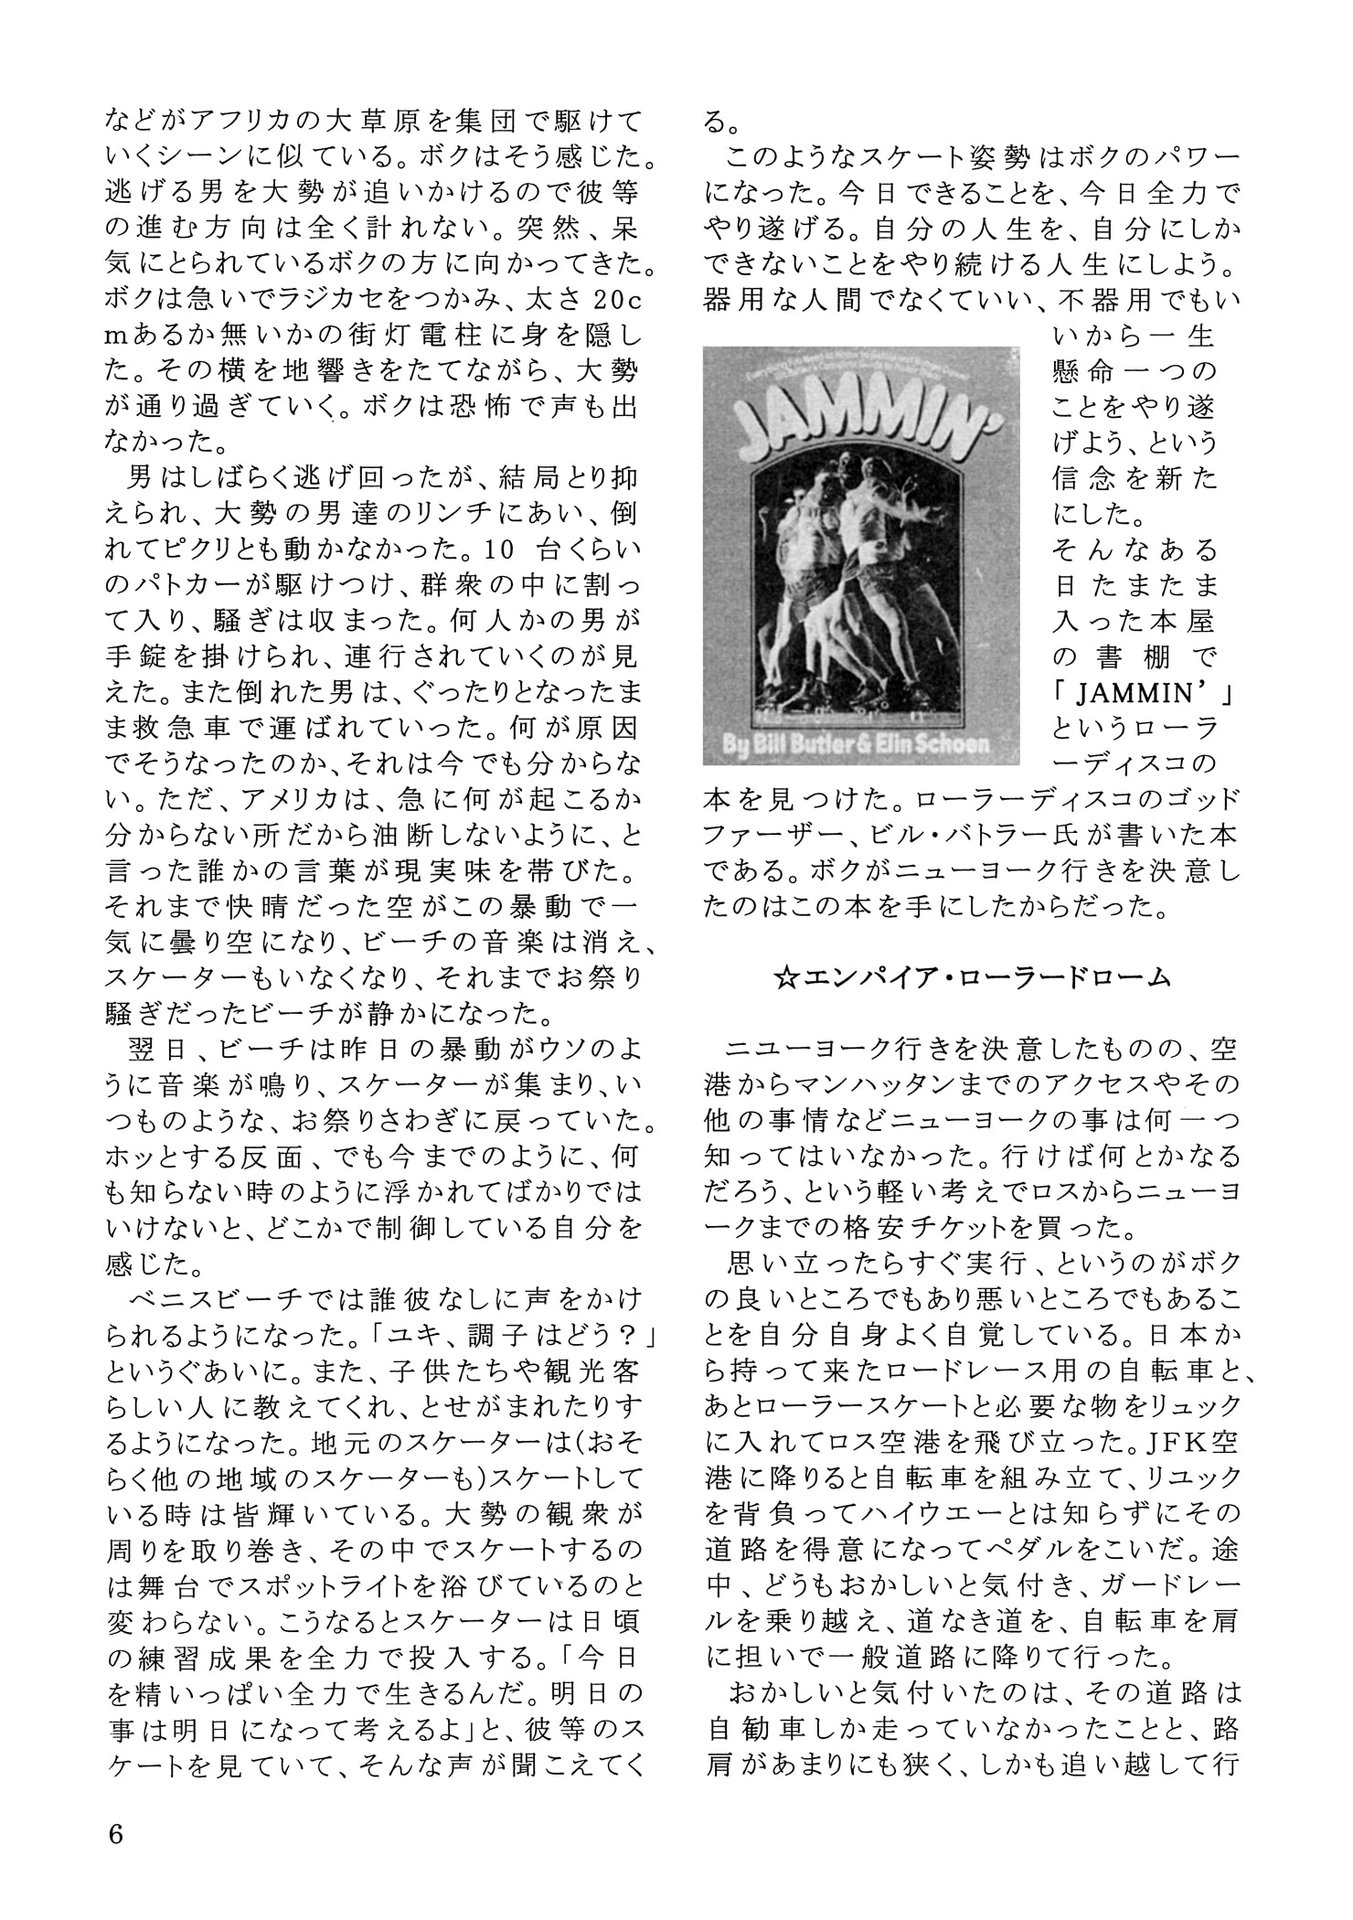 などがアフリカの大草原を集団で駆けて
いくシーンに似ている。ボクはそう感じた。
逃げる男を大勢が追いかけるので彼等
の進む方向は全く計れない。突然、呆
気にとられているボクの方に向かってきた。
ボクは急いでラジカセをつかみ、太さ 20c
mあるか無いかの街灯電柱に身を隠し
た。その横を地響きをたてながら、大勢
が通り過ぎていく。ボクは恐怖で声も出
なかった。
男はしばらく逃げ回ったが、結局とり抑
えられ、大勢の男達のリンチにあい、倒
れてピクリとも動かなかった。10 台くらい
のパトカーが駆けつけ、群衆の中に割っ
て入り、騒ぎは収まった。何人かの男が
手錠を掛けられ、連行されていくのが見
えた。また倒れた男は、ぐったりとなったま
ま救急車で運ばれていった。何が原因
でそうなったのか、それは今でも分からな
い。ただ、アメリカは、急に何が起こるか
分からない所だから油断しないように、と
言った誰かの言葉が現実味を帯びた。
それまで快晴だった空がこの暴動で一
気に曇り空になり、ビーチの音楽は消え、
スケーターもいなくなり、それまでお祭り
騒ぎだったビーチが静かになった。
翌日、ビーチは昨日の暴動がウソのよ
うに音楽が鳴り、スケーターが集まり、い
つものような、お祭りさわぎに戻っていた。
ホッとする反面、でも今までのように、何
も知らない時のように浮かれてばかりでは
いけないと、どこかで制御している自分を
感じた。
ベニスビーチでは誰彼なしに声をかけ
られるようになった。「ユキ、調子はどう？」
というぐあいに。また、子供たちや観光客
らしい人に教えてくれ、とせがまれたりす
るようになった。地元のスケーターは(おそ
らく他の地域のスケーターも)スケートして
いる時は皆輝いている。大勢の観衆が
周りを取り巻き、その中でスケートするの
は舞台でスポットライトを浴びているのと
変わらない。こうなるとスケーターは日頃
の練習成果を全力で投入する。「今日
を精いっぱい全力で生きるんだ。明日の
事は明日になって考えるよ」と、彼等のス
ケートを見ていて、そんな声が聞こえてく
る。
このようなスケート姿勢はボクのパワー
になった。今日できることを、今日全力で
やり遂げる。自分の人生を、自分にしか
できないことをやり続ける人生にしよう。
器用な人間でなくていい、不器用でもい
いから一生
懸命一つの
ことをやり遂
げよう、という
信念を新た
にした。
そんなある
日たまたま
入った本屋
の書棚で
「JAMMIN’」
というローラ
ーディスコの
JAMMIN'
By Bill Butler & Elin Schoen
本を見つけた。ローラーディスコのゴッド
ファーザー、ビル・バトラー氏が書いた本
である。ボクがニューヨーク行きを決意し
たのはこの本を手にしたからだった。
☆エンパイア・ローラードローム
ニユーヨーク行きを決意したものの、空
港からマンハッタンまでのアクセスやその
他の事情などニューヨークの事は何一つ
知ってはいなかった。行けば何とかなる
だろう、という軽い考えでロスからニューヨ
ークまでの格安チケットを買った。
思い立ったらすぐ実行、というのがボク
の良いところでもあり悪いところでもあるこ
とを自分自身よく自覚している。日本か
ら持って来たロードレース用の自転車と、
あとローラースケートと必要な物をリュック
に入れてロス空港を飛び立った。JFK空
港に降りると自転車を組み立て、リユック
を背負ってハイウエーとは知らずにその
道路を得意になってペダルをこいだ。途
中、どうもおかしいと気付き、ガードレー
ルを乗り越え、道なき道を、自転車を肩
に担いで一般道路に降りて行った。
おかしいと気付いたのは、その道路は
自動車しか走っていなかったことと、路
肩があまりにも狭く、しかも追い越して行
6